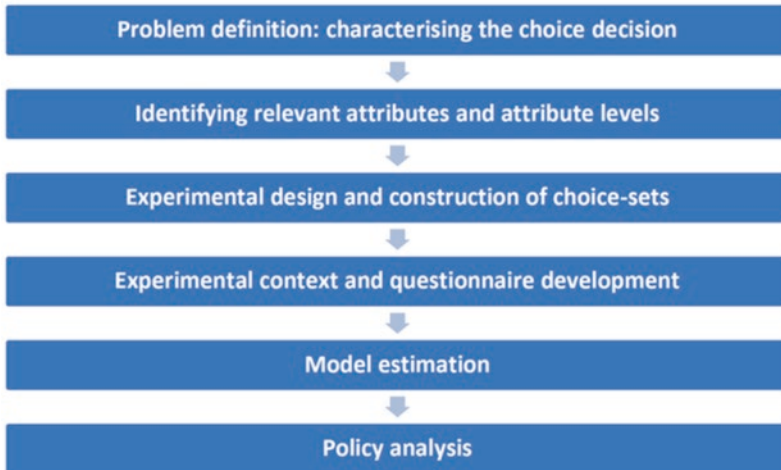 Problem definition: characterising the choice decision
Identifying relevant attributes and attribute levels
Experimental design and construction of choice-sets
Experimental context and questionnaire development
Model estimation
Policy analysis